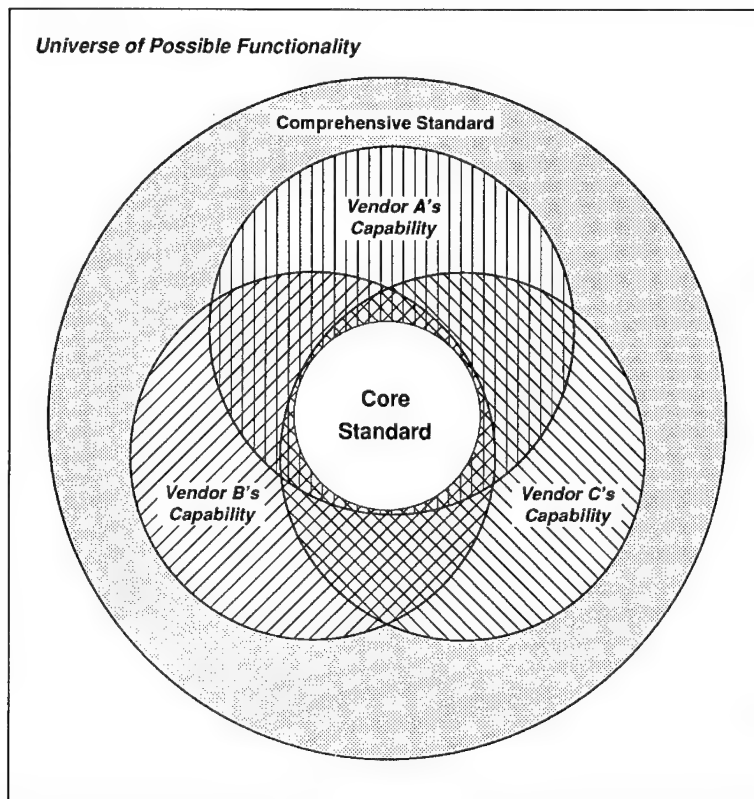 Universe of Possible Functionality
Comprehensive Standard
Vendor A's
Capability
Core
Standard
Vendor B's
Capability
Vendor C's
Capability